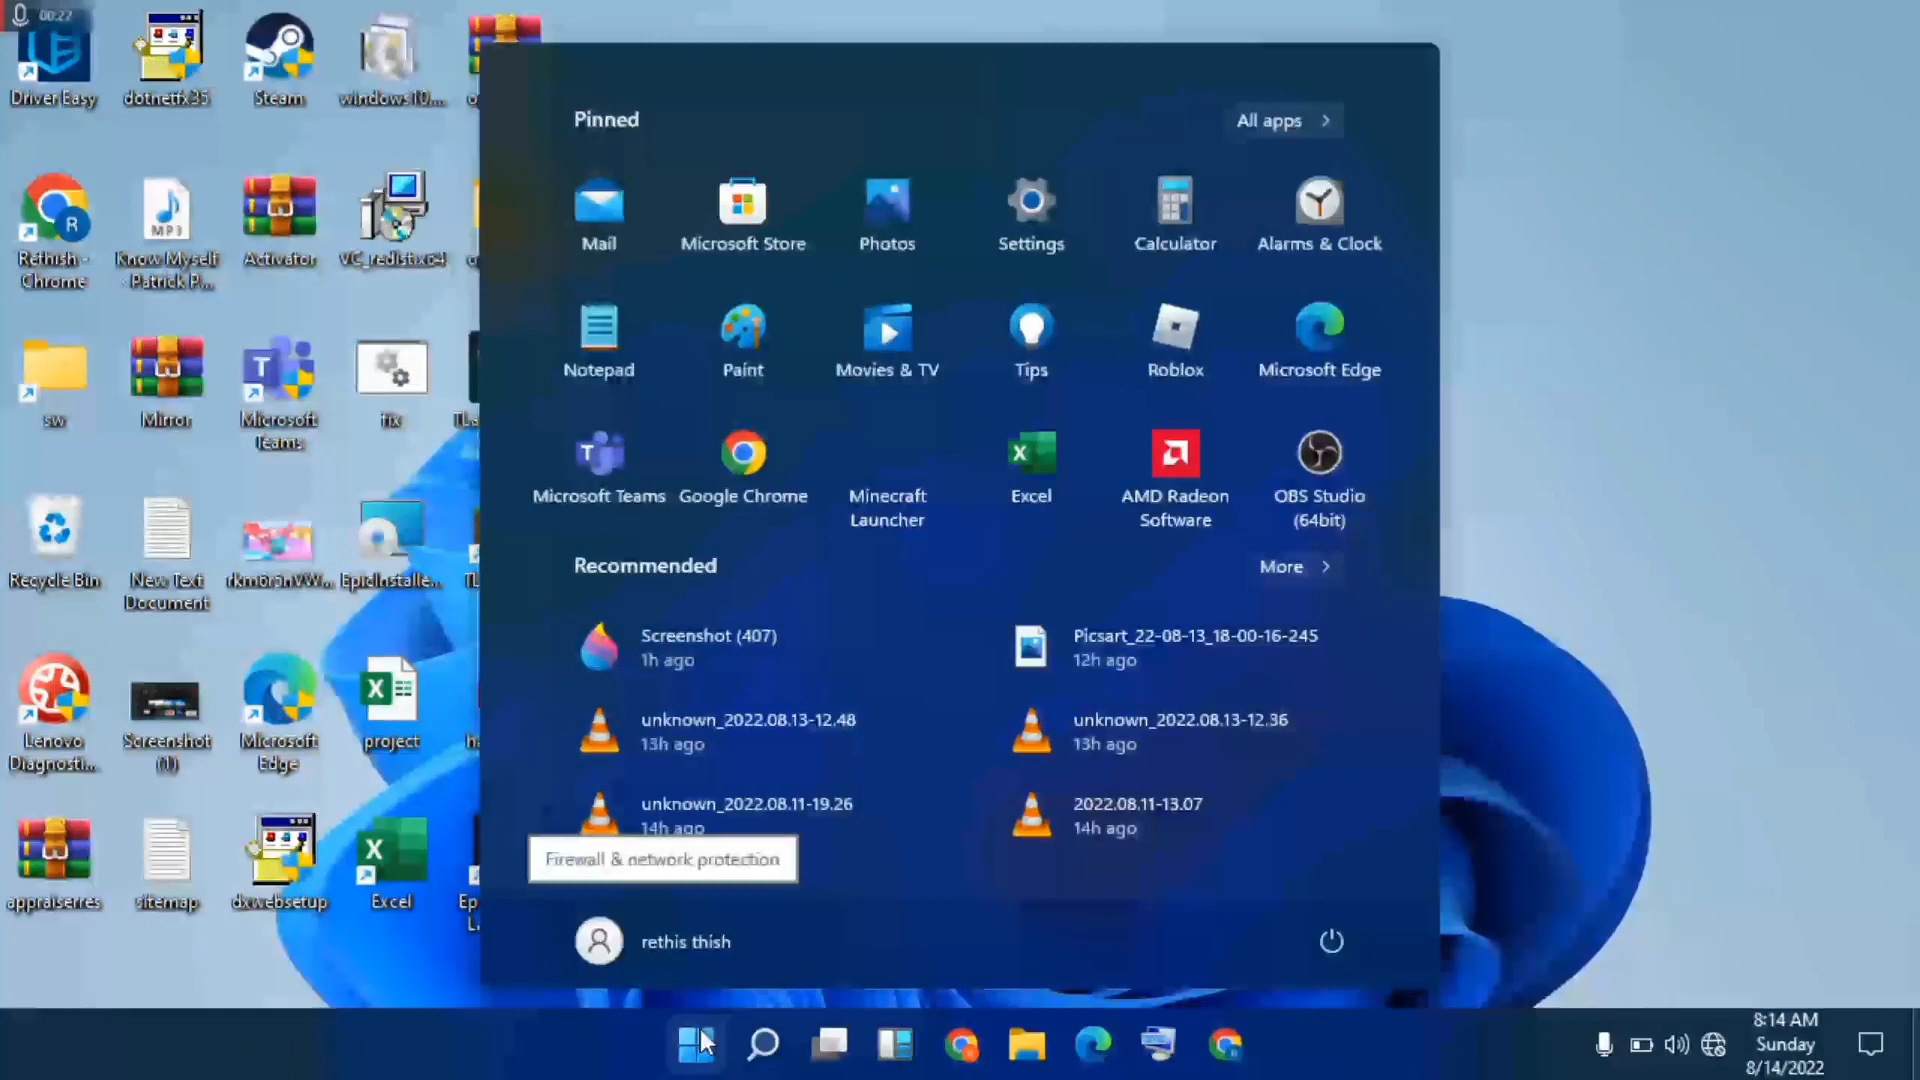 00:27
Driver Easy
dotnetfx35
Steam
windows10....
Rethish -
Chrome
Know Myself
- Patrick P...
Activator
VC_redistx64
sw
Mirror
Microsoft
Teams
fix
Recycle Bin
New Text
Document
EpicInstalle...
Lenovo
Diagnosti...
Screenshot
(1)
Microsoft
Edge
project
appraiserres
sitemap
dxwebsetup
Excel
Pinned
All apps
Mail
Microsoft Store
Photos
Settings
Calculator
Alarms & Clock
Notepad
Paint
Movies & TV
Tips
Roblox
Microsoft Edge
Microsoft Teams
Google Chrome
Minecraft
Launcher
Excel
AMD Radeon
Software
OBS Studio
(64bit)
Recommended
More
Screenshot (407)
1h ago
Picsart_22-08-13_18-00-16-245
12h ago
unknown_2022.08.13-12.48
13h ago
unknown_2022.08.13-12.36
13h ago
unknown_2022.08.11-19.26
14h ago
2022.08.11-13.07
14h ago
Firewall & network protection
rethis thish
8:14 AM
Sunday
8/14/2022